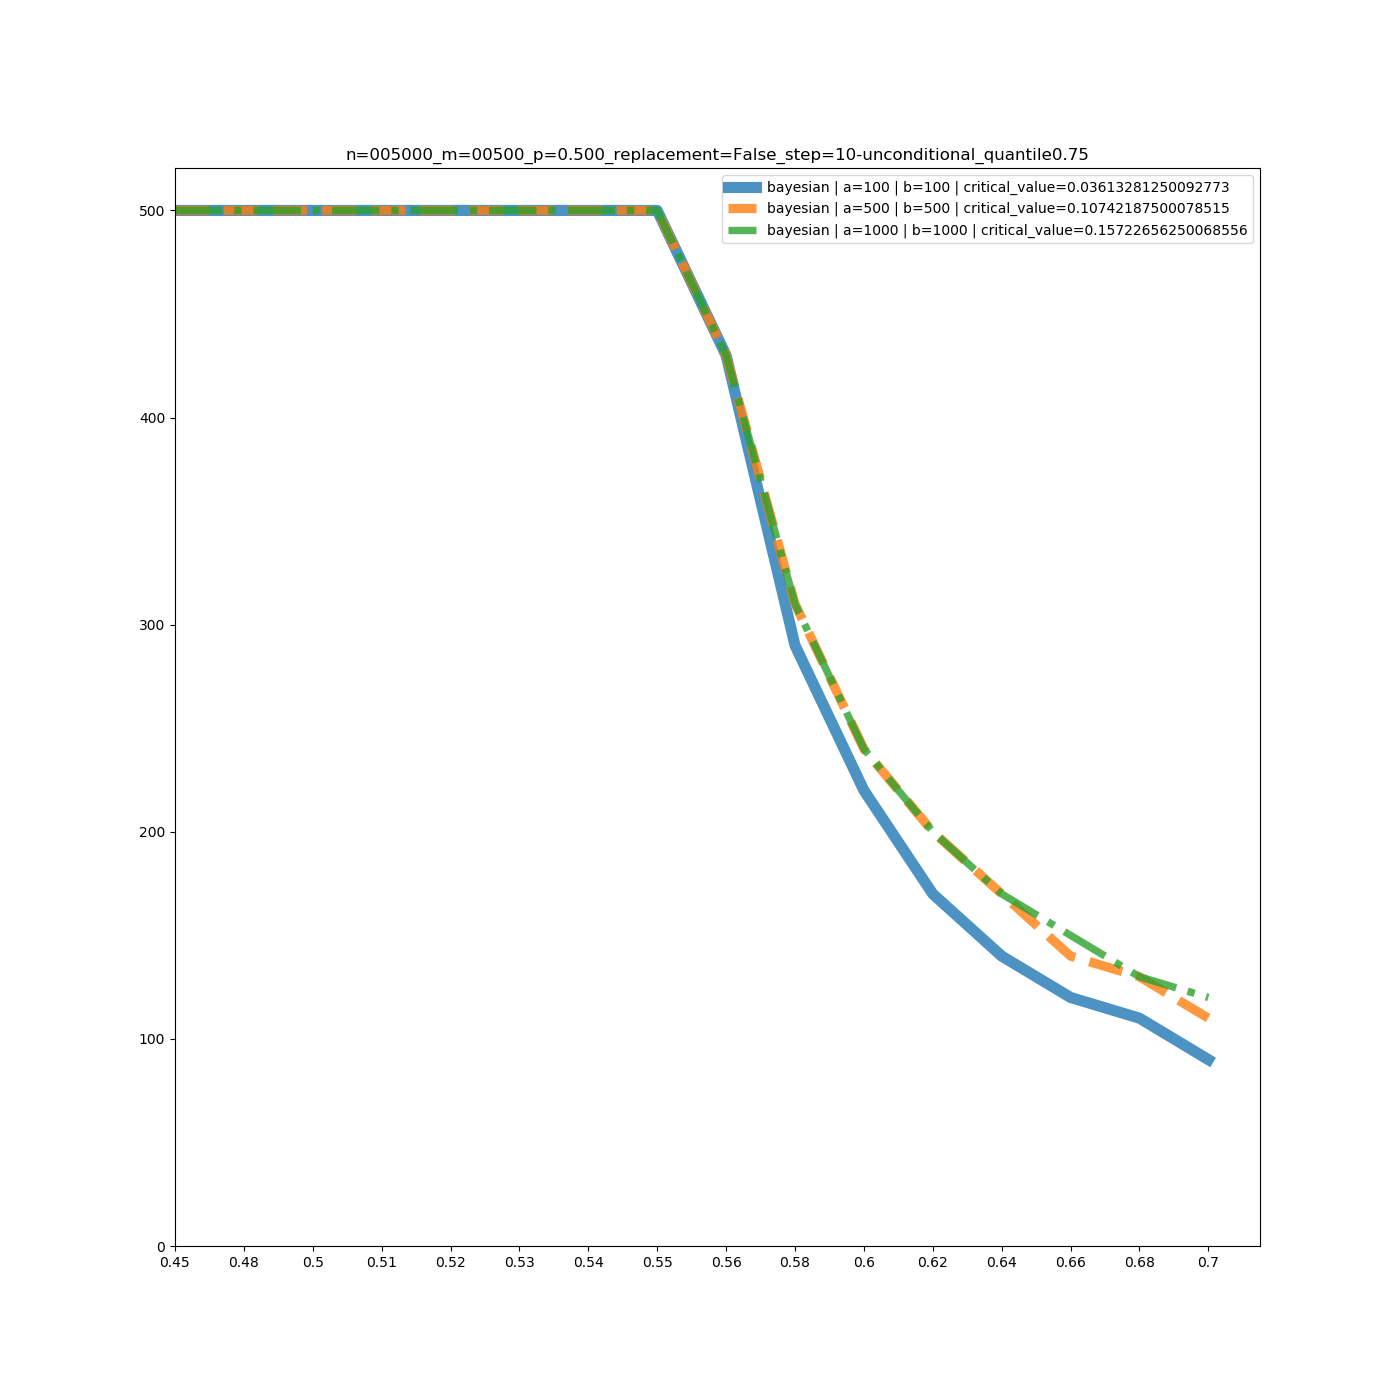 n=005000_m=00500_p=0.500_replacement=False_step=10-unconditional_quantile0.75
bayesian | a=100 | b=100 | critical_value=0.03613281250092773
bayesian | a=500 | b=500 | critical_value=0.10742187500078515
bayesian | a=1000 | b=1000 | critical_value=0.15722656250068556
500
400
300
200
100
0
0.45 0.48 0.5 0.51 0.52 0.53 0.54 0.55 0.56 0.58 0.6 0.62 0.64 0.66 0.68 0.7